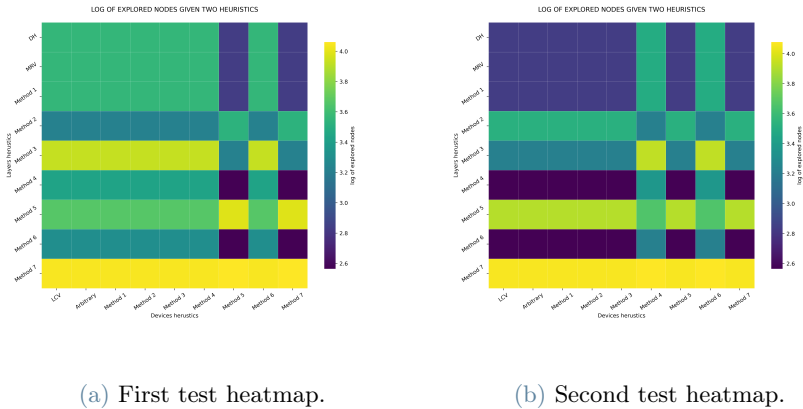 LOG OF EXPLORED NODES GIVEN TWO HEURISTICS
DH
MRV
Method 1
Method 2
Method 3
Method 4
Method 5
Method 6
Method 7
Layers herustics
LCV
Arbitrary
Method 1
Method 2
Method 3
Method 4
Method 5
Method 6
Method 7
Devices herustics
4.0
3.8
3.6
3.4
3.2
3.0
2.8
2.6
log of explored nodes
(a) First test heatmap.
LOG OF EXPLORED NODES GIVEN TWO HEURISTICS
DH
MRV
Method 1
Method 2
Method 3
Method 4
Method 5
Method 6
Method 7
Layers herustics
LCV
Arbitrary
Method 1
Method 2
Method 3
Method 4
Method 5
Method 6
Method 7
Devices herustics
4.0
3.8
3.6
3.4
3.2
3.0
2.8
2.6
log of explored nodes
(b) Second test heatmap.